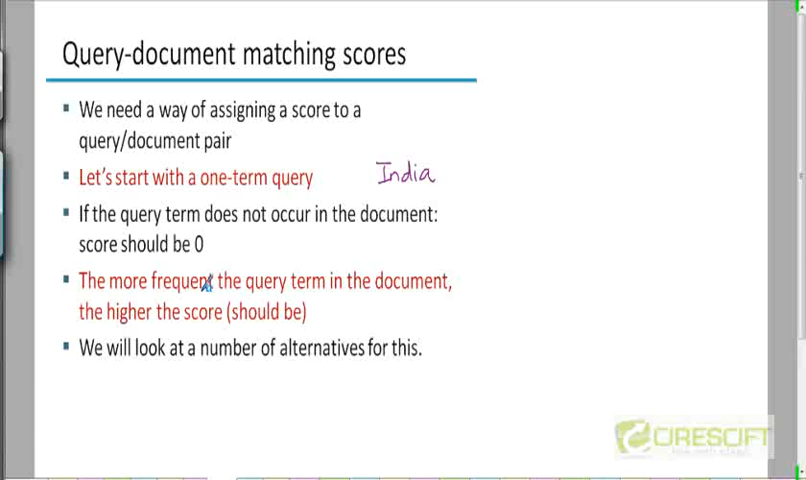 Query-document matching scores
▪ We need a way of assigning a score to a
query/document pair
▪ Let's start with a one-term query India
▪ If the query term does not occur in the document:
score should be 0
▪ The more frequent the query term in the document,
the higher the score (should be)
▪ We will look at a number of alternatives for this.